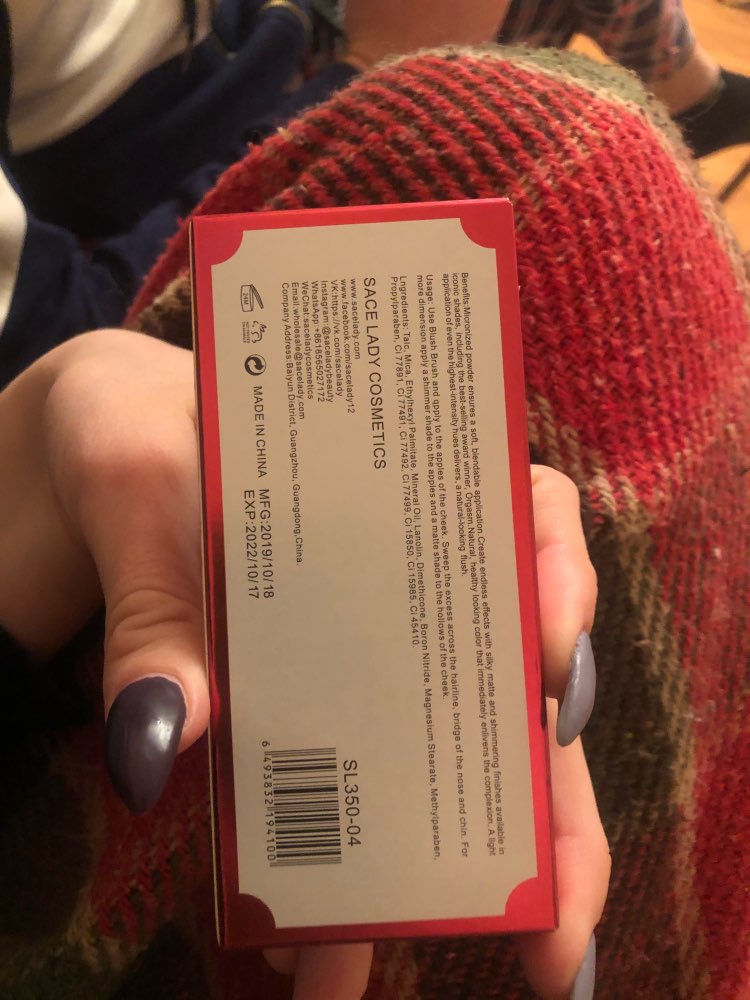 Benefits:Micronized powder ensures a soft, blendable application.Create endless effects with silky matte and shimmering finishes available in
iconic shades, including the best-selling award winner, Orgasm.Natural, healthy looking color that immediately enlivens the complexion. A light
application of even the highest-intensity hues delivers, a natural-looking flush.
Usage: Use Blush Brush and apply to the apples of the cheek. Sweep the excess across the hairline, bridge of the nose and chin. For
more dimension apply a shimmer shade to the apples and a matte shade to the hollows of the cheek.
Lngredients: Talc, Mica, Ethylhexyl Palmitate, Mineral Oil, Lanolin, Dimethicone, Boron Nitride, Magnesium Stearate, Methylparaben,
Propylparaben, Ci 77891, Ci 77491, Ci 77492, Ci 77499, Ci 15850, Ci 15985, Ci 45410.
SACE LADY COSMETICS
www.sacelady.com
www.facebook.com/sacelady12
VK:https://vk.com/sacelady
Instagram:@saceladybeauty
WhatsApp:+8618565027172
WeChat:saceladycosmetics
Email:wholesale@sacelady.com
Company Address:Baiyun District, Guangzhou, Guangdong,China.
24M
MADE IN CHINA MFG:2019/10/18
EXP:2022/10/17
SL350-04
6 493832 194100